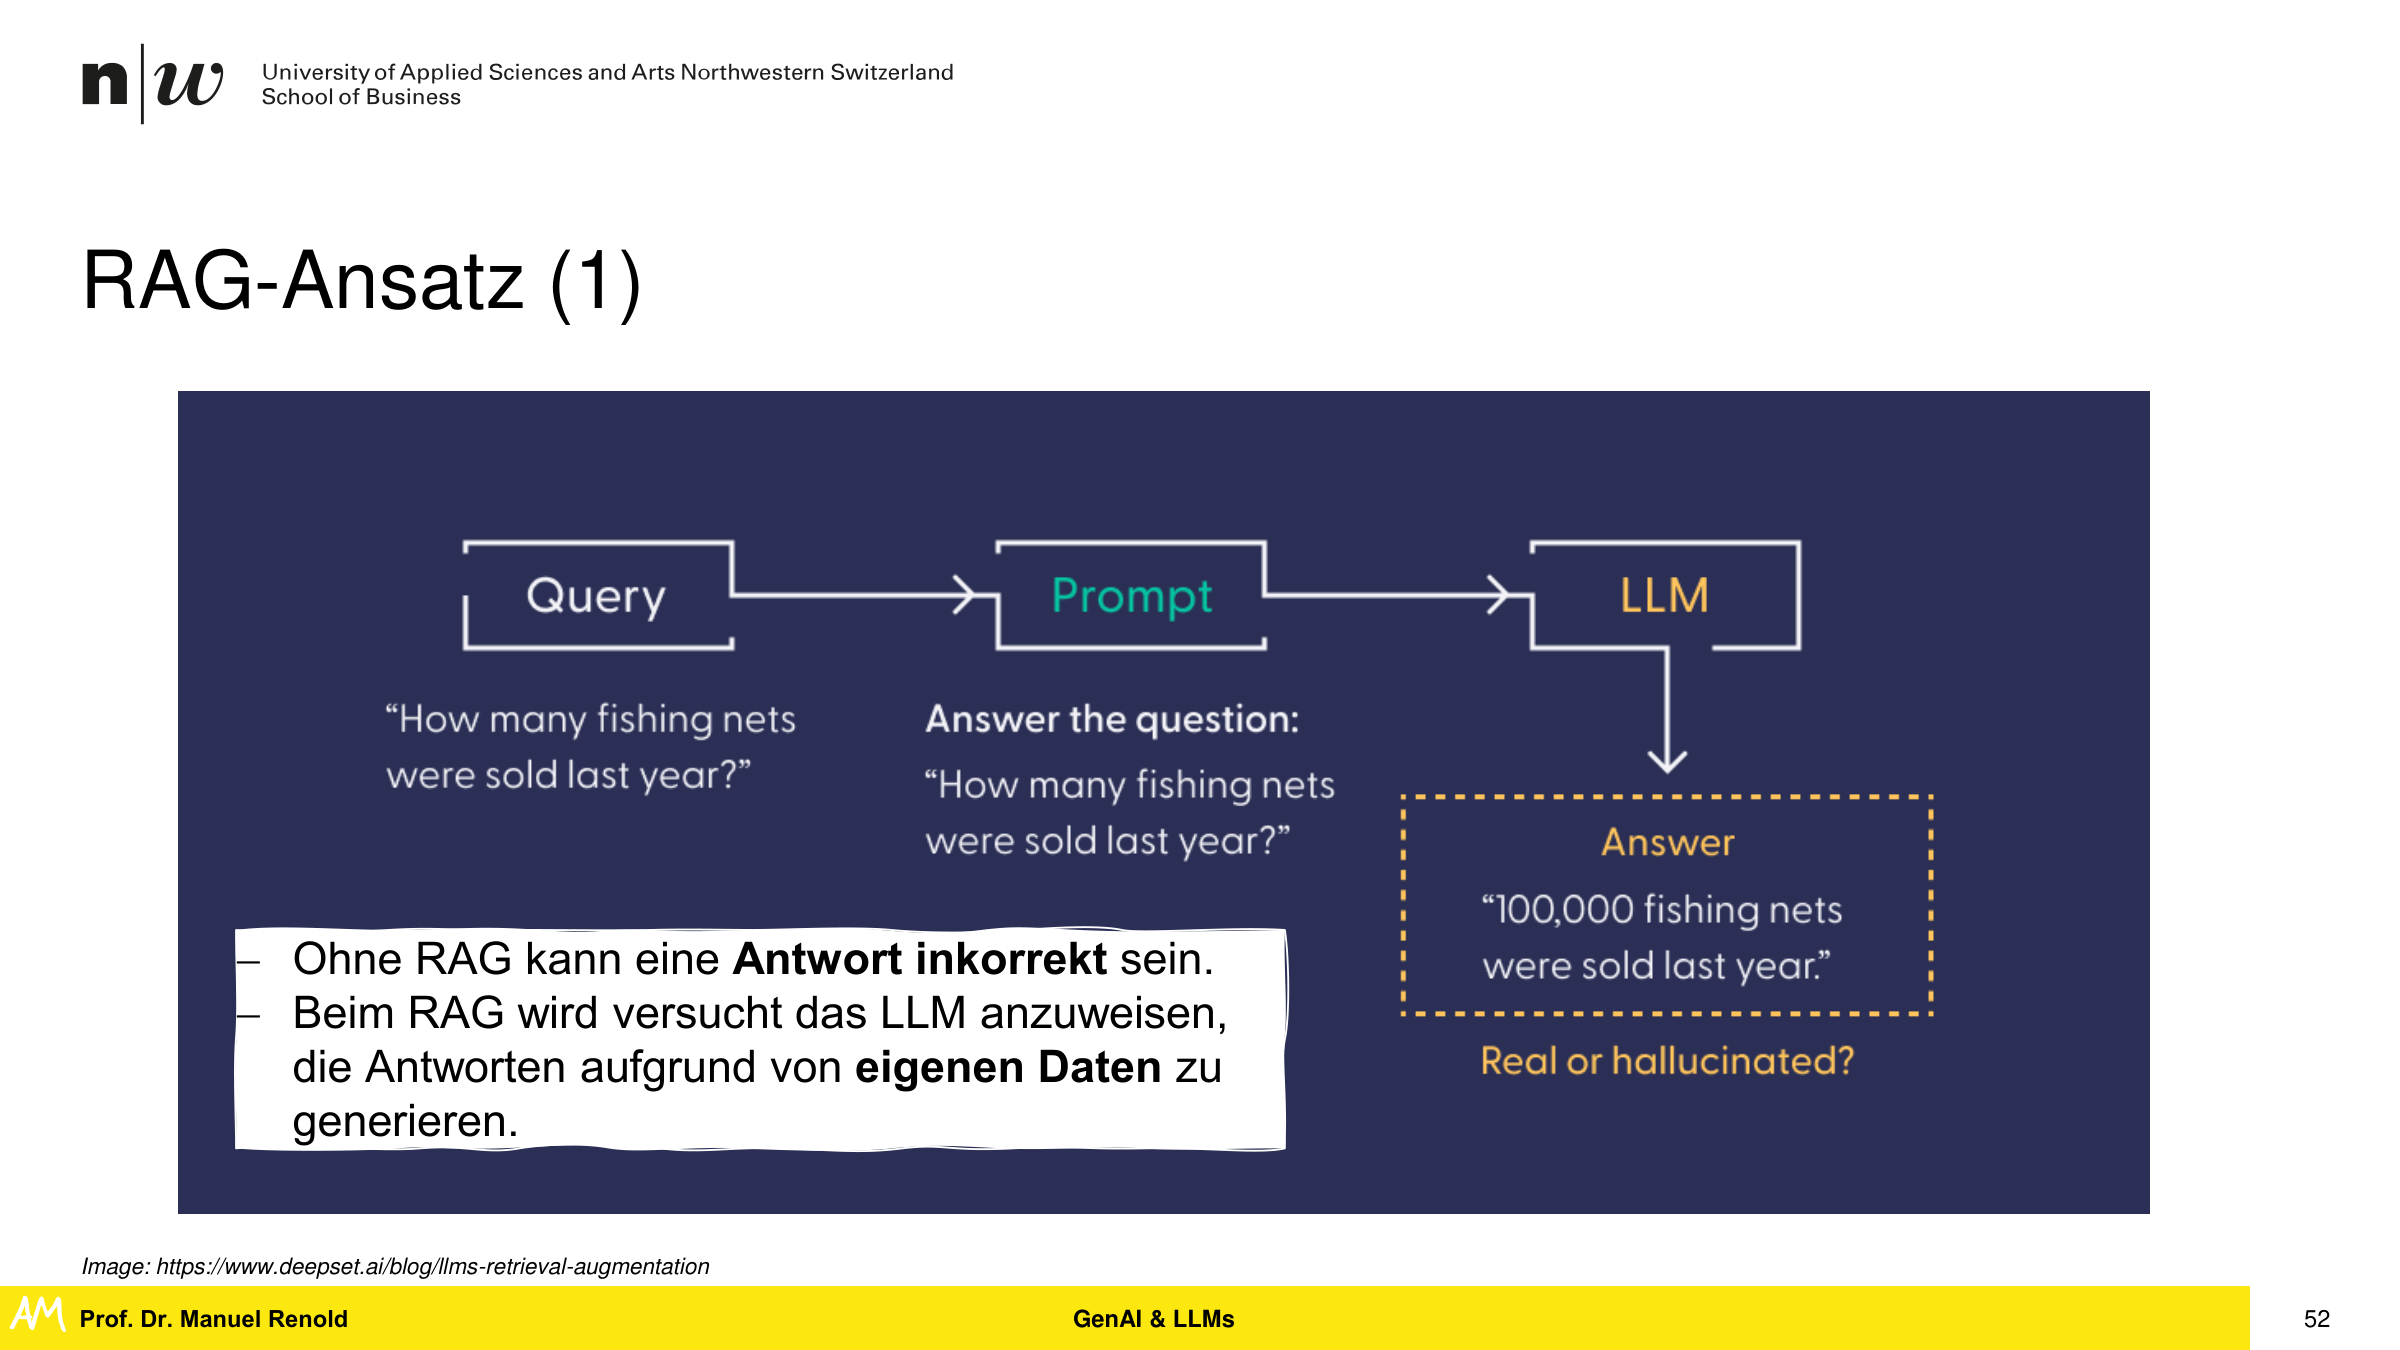 n|w
University of Applied Sciences and Arts Northwestern Switzerland
School of Business
RAG-Ansatz (1)
Query
Prompt
LLM
“How many fishing nets
were sold last year?”
Answer the question:
“How many fishing nets
were sold last year?”
Answer
“100,000 fishing nets
were sold last year.”
Real or hallucinated?
– Ohne RAG kann eine Antwort inkorrekt sein.
– Beim RAG wird versucht das LLM anzuweisen,
die Antworten aufgrund von eigenen Daten zu
generieren.
Image: https://www.deepset.ai/blog/llms-retrieval-augmentation
AM
Prof. Dr. Manuel Renold
GenAI & LLMs
52